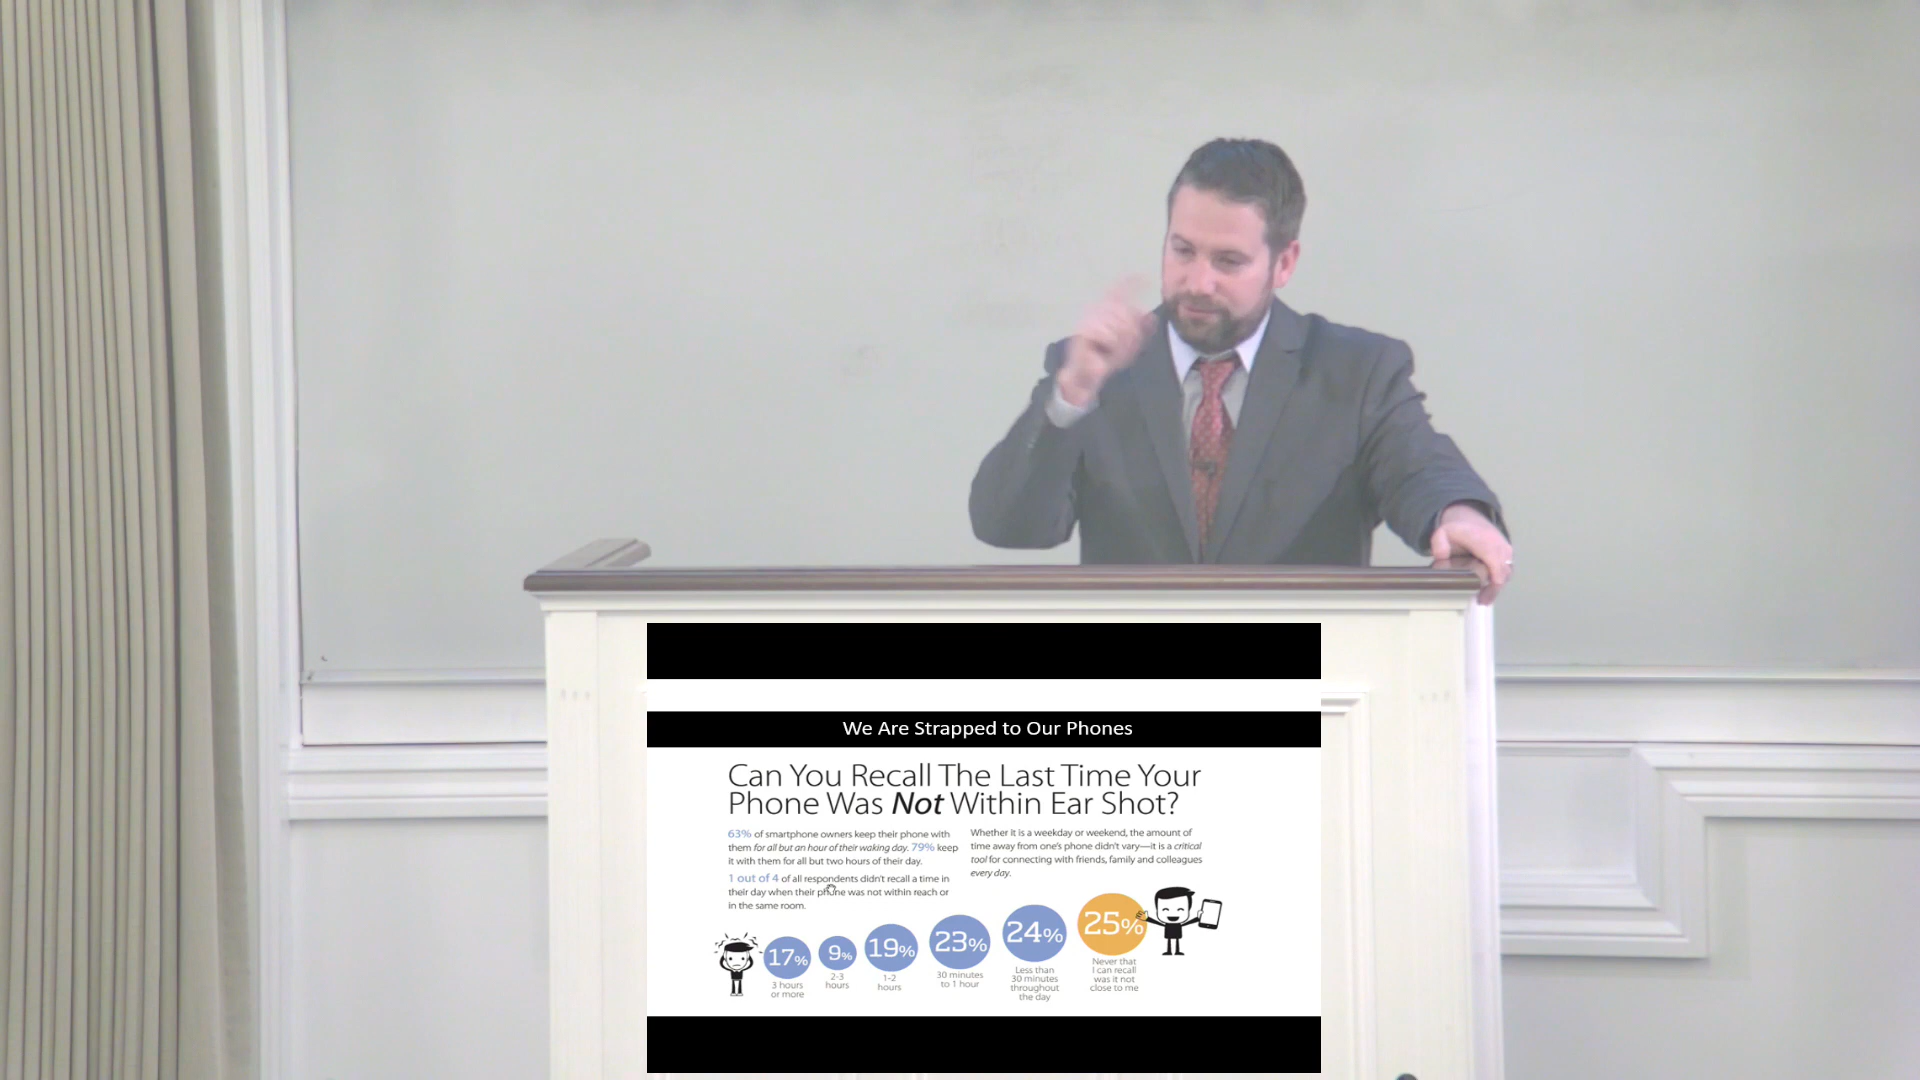 We Are Strapped to Our Phones
Can You Recall The Last Time Your
Phone Was Not Within Ear Shot?
63% of smartphone owners keep their phone with
them for all but an hour of their waking day. 79% keep
it with them for all but two hours of their day.
1 out of 4 of all respondents didn't recall a time in
their day when their phone was not within reach or
in the same room.
Whether it is a weekday or weekend, the amount of
time away from one's phone didn't vary—it is a critical
tool for connecting with friends, family and colleagues
every day.
17%
3 hours
or more
9%
2-3
hours
19%
1-2
hours
23%
30 minutes
to 1 hour
24%
Less than
30 minutes
throughout
the day
25%
Never that
I can recall
was it not
close to me